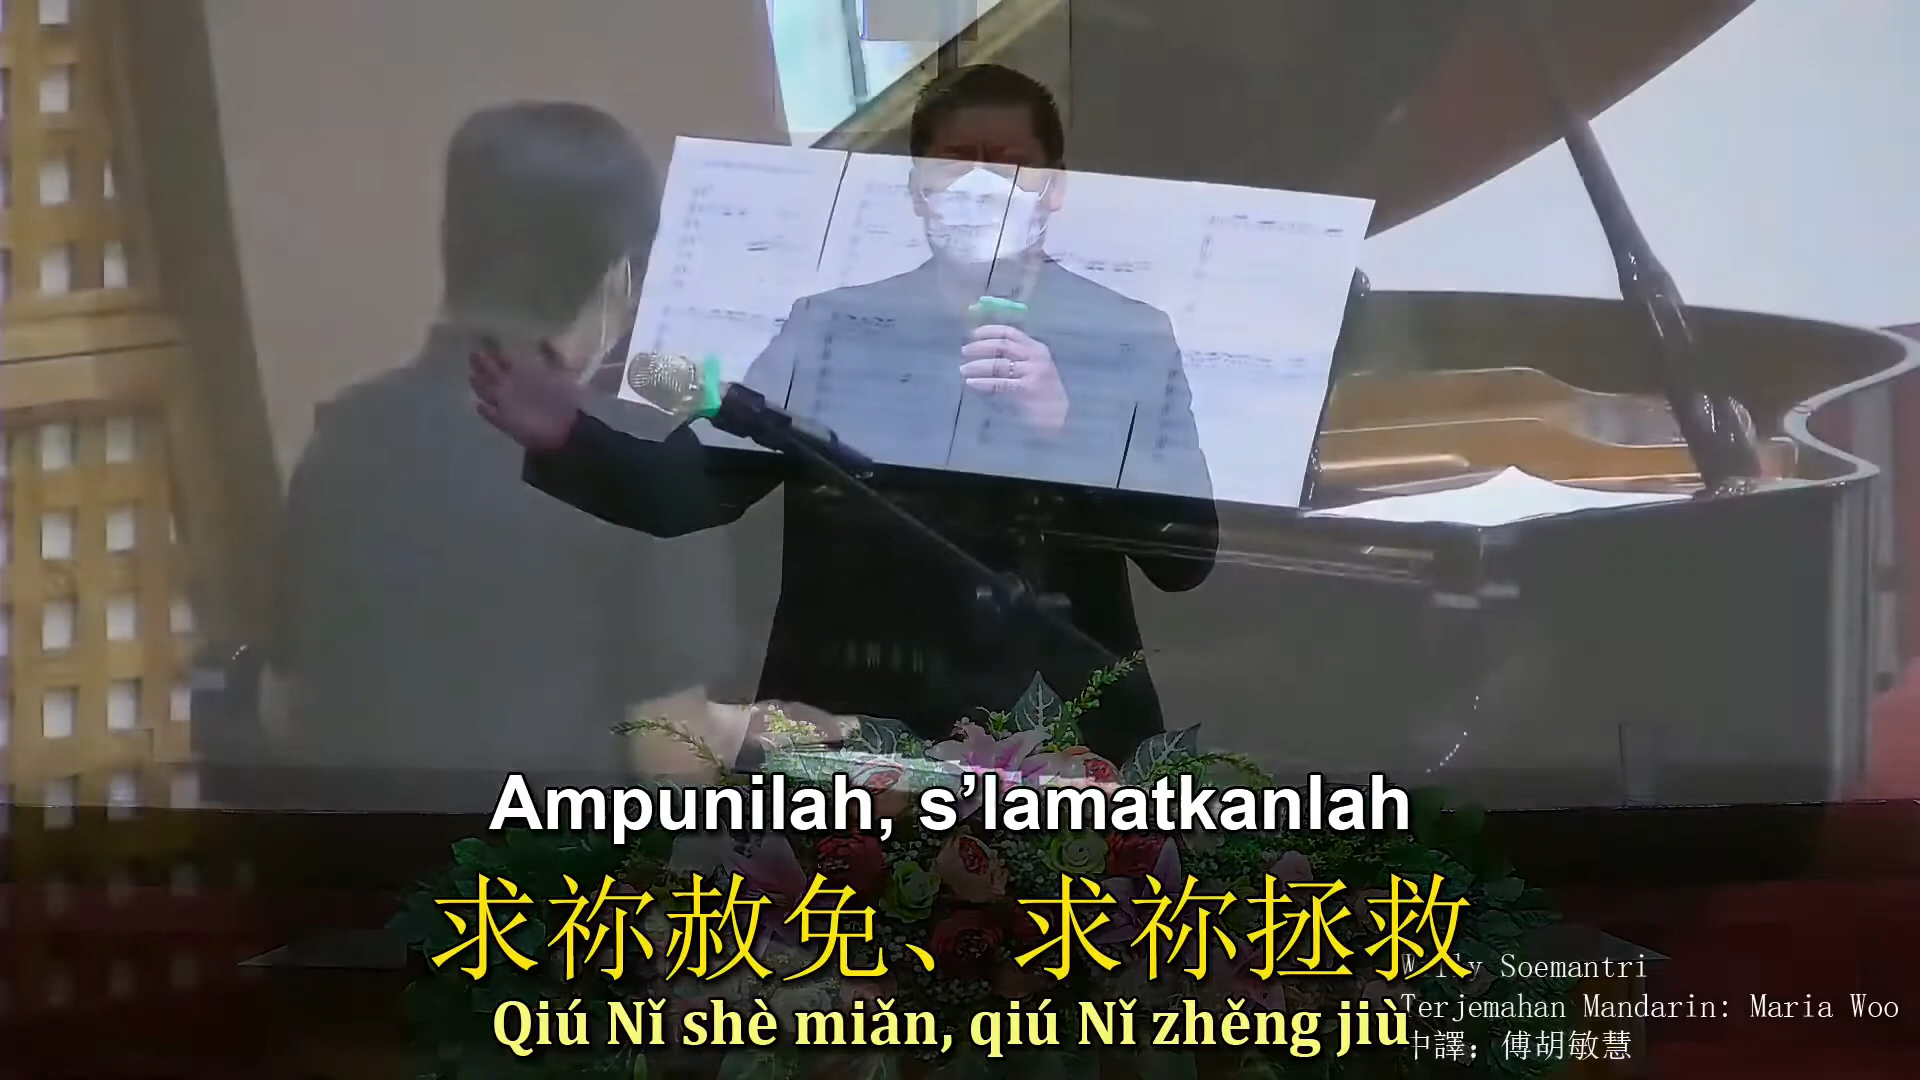 Ampunilah, s’lamatkanlah
求祢赦免、求祢拯救
Qiú Nǐ shè miǎn, qiú Nǐ zhěng jiù
Willy Soemantri
Terjemahan Mandarin: Maria Woo
中譯: 傅胡敏慧